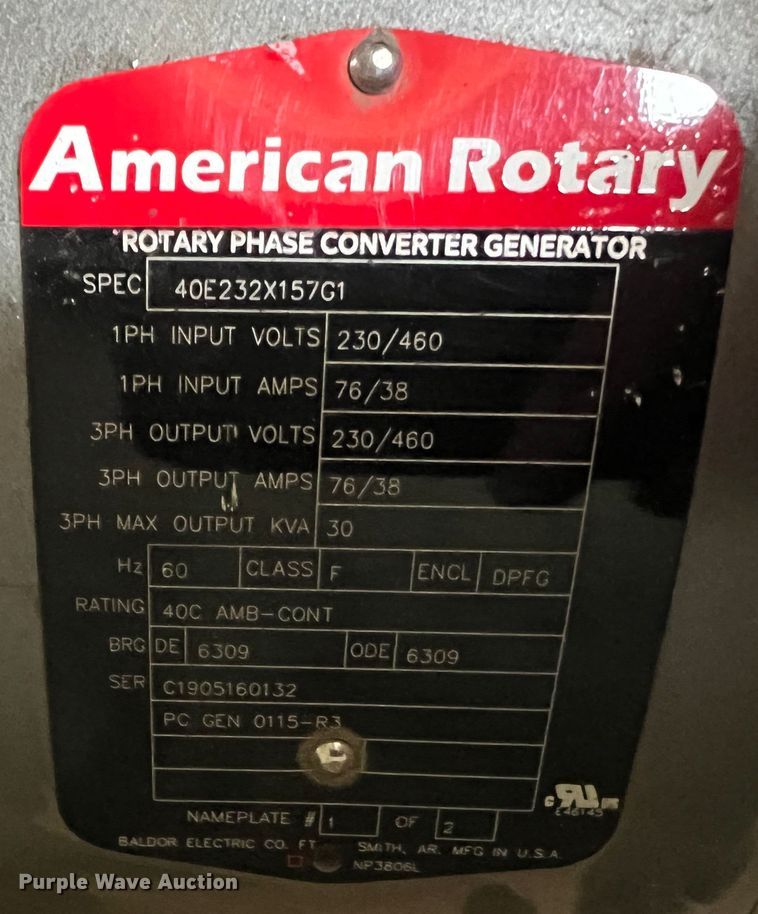 American Rotary
ROTARY PHASE CONVERTER GENERATOR
SPEC 40E232X157G1
1PH INPUT VOLTS 230/460
1PH INPUT AMPS 76/38
3PH OUTPUT VOLTS 230/460
3PH OUTPUT AMPS 76/38
3PH MAX OUTPUT KVA 30
Hz 60 CLASS F ENCL DPFG
RATING 40C AMB-CONT
BRG DE 6309 ODE 6309
SER C1905160132
PC GEN 0115-R3
NAMEPLATE # 1 OF 2
BALDOR ELECTRIC CO. FT SMITH, AR. MFG IN U.S.A.
NP3806L
Purple Wave Auction